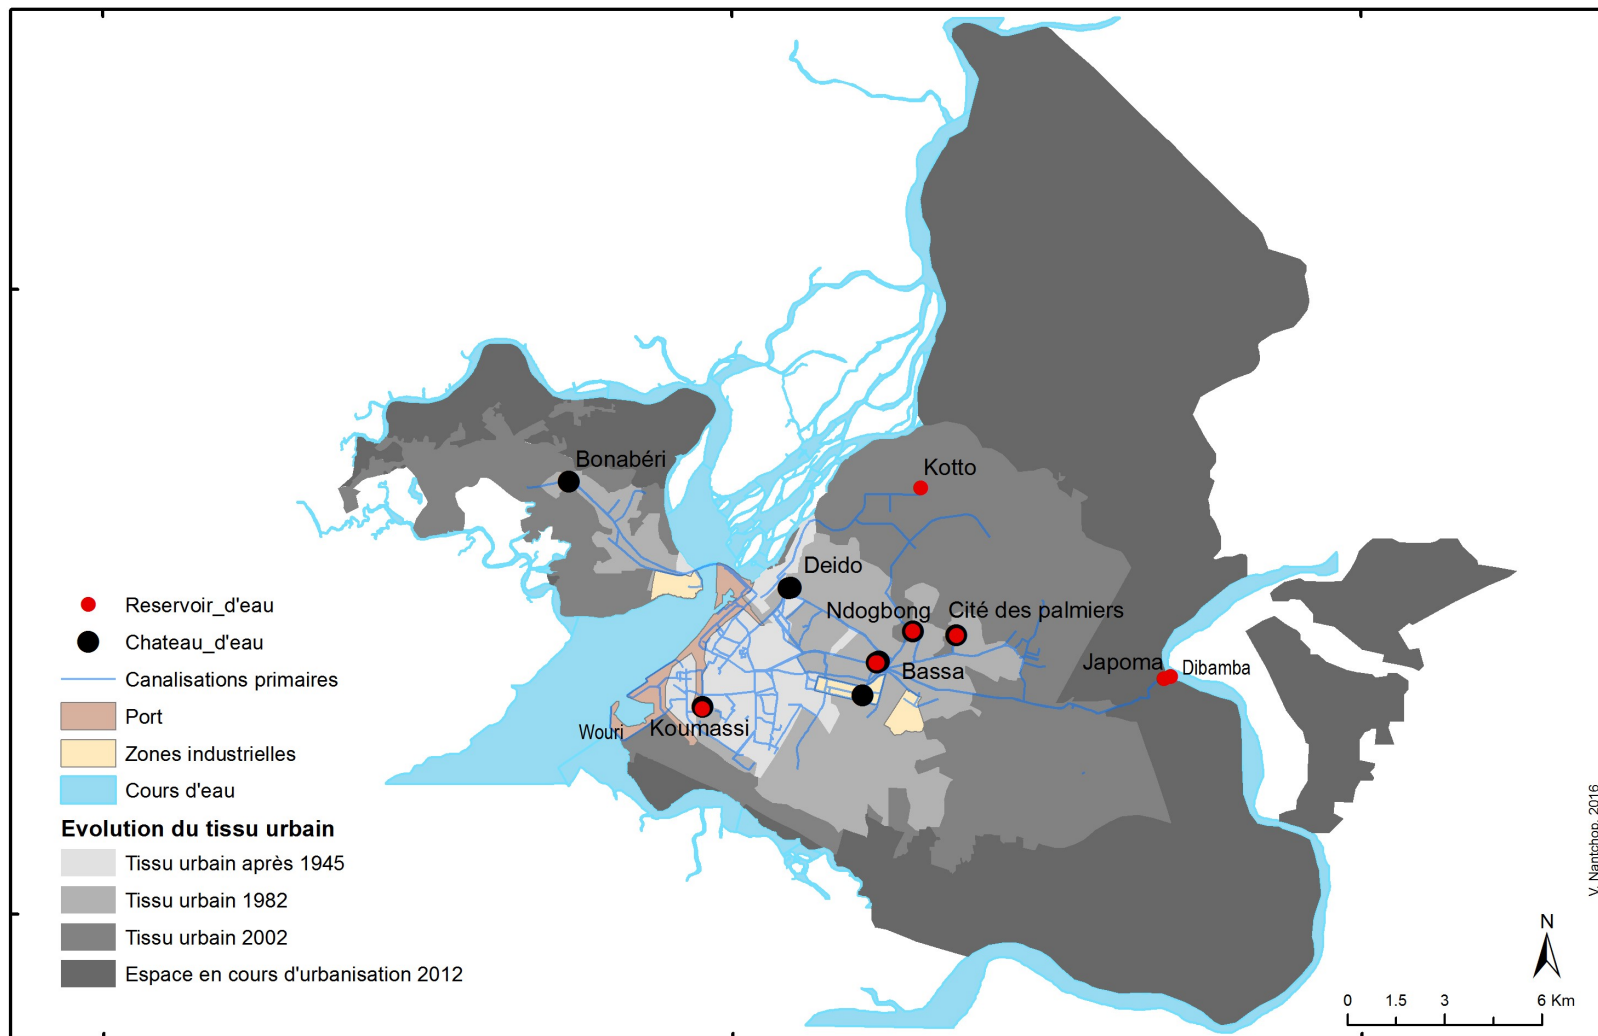 Bonabéri
Kotto
Deido
Ndogbong
Cité des palmiers
Bassa
Japoma
Dibamba
Wouri
Koumassi
Reservoir_d'eau
Chateau_d'eau
Canalisations primaires
Port
Zones industrielles
Cours d'eau
Evolution du tissu urbain
Tissu urbain après 1945
Tissu urbain 1982
Tissu urbain 2002
Espace en cours d'urbanisation 2012
V. Nantchop, 2016
N
0 1.5 3 6 Km